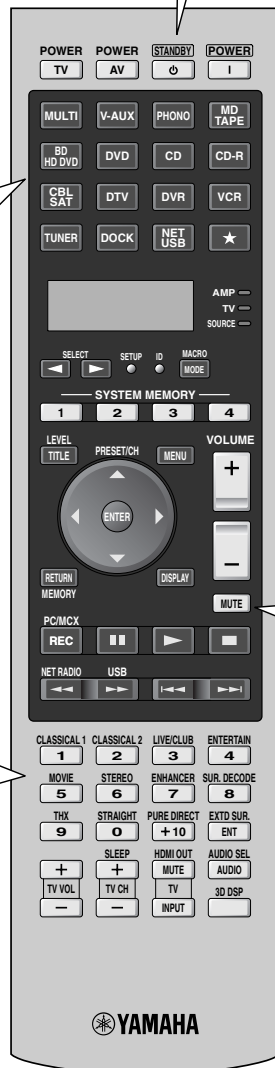 POWER POWER STANDBY POWER
TV AV ⏻ I
MULTI V-AUX PHONO MD TAPE
BD HD DVD DVD CD CD-R
CBL SAT DTV DVR VCR
TUNER DOCK NET USB ★
AMP
TV
SOURCE
SELECT SETUP ID MACRO
MODE
SYSTEM MEMORY
1 2 3 4
LEVEL PRESET/CH VOLUME
TITLE MENU +
ENTER
RETURN DISPLAY −
MEMORY
MUTE
PC/MCX
REC
NET RADIO USB
CLASSICAL 1 CLASSICAL 2 LIVE/CLUB ENTERTAIN
1 2 3 4
MOVIE STEREO ENHANCER SUR. DECODE
5 6 7 8
THX STRAIGHT PURE DIRECT EXTD SUR.
9 0 +10 ENT
SLEEP HDMI OUT AUDIO SEL
+ + MUTE AUDIO
TV VOL TV CH TV 3D DSP
− − INPUT
YAMAHA